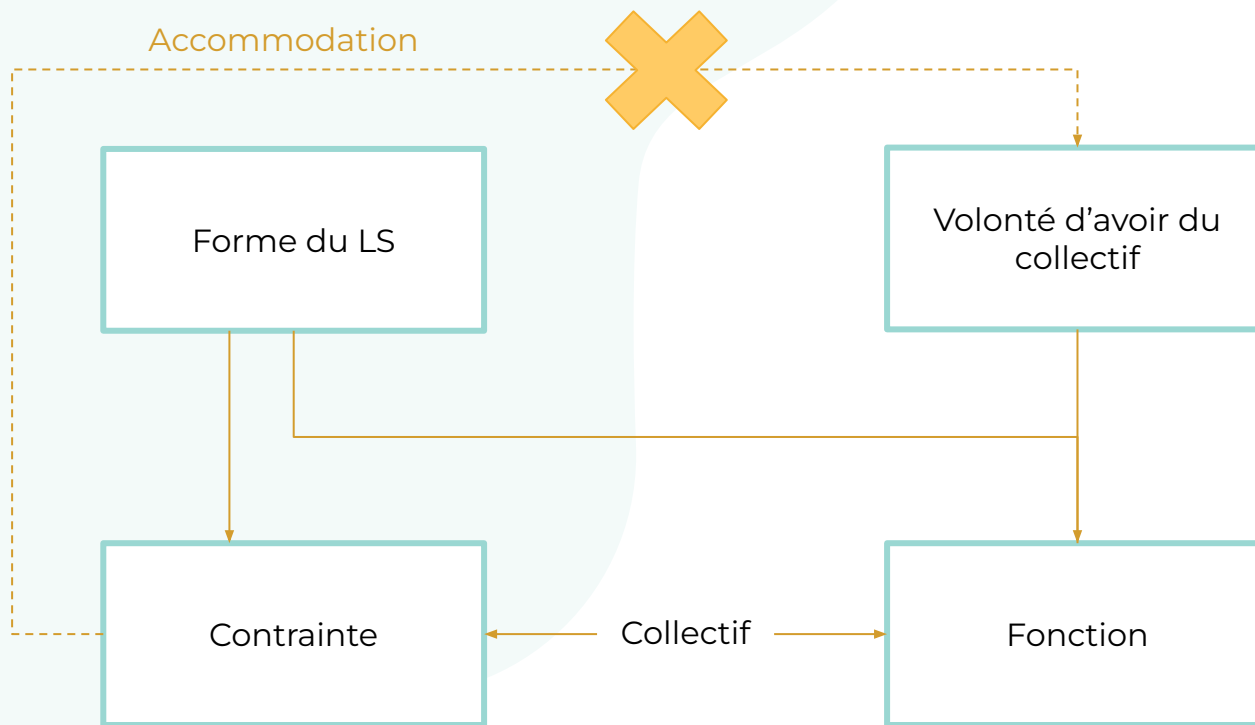 Accommodation
Forme du LS
Volonté d’avoir du
collectif
Contrainte
Collectif
Fonction